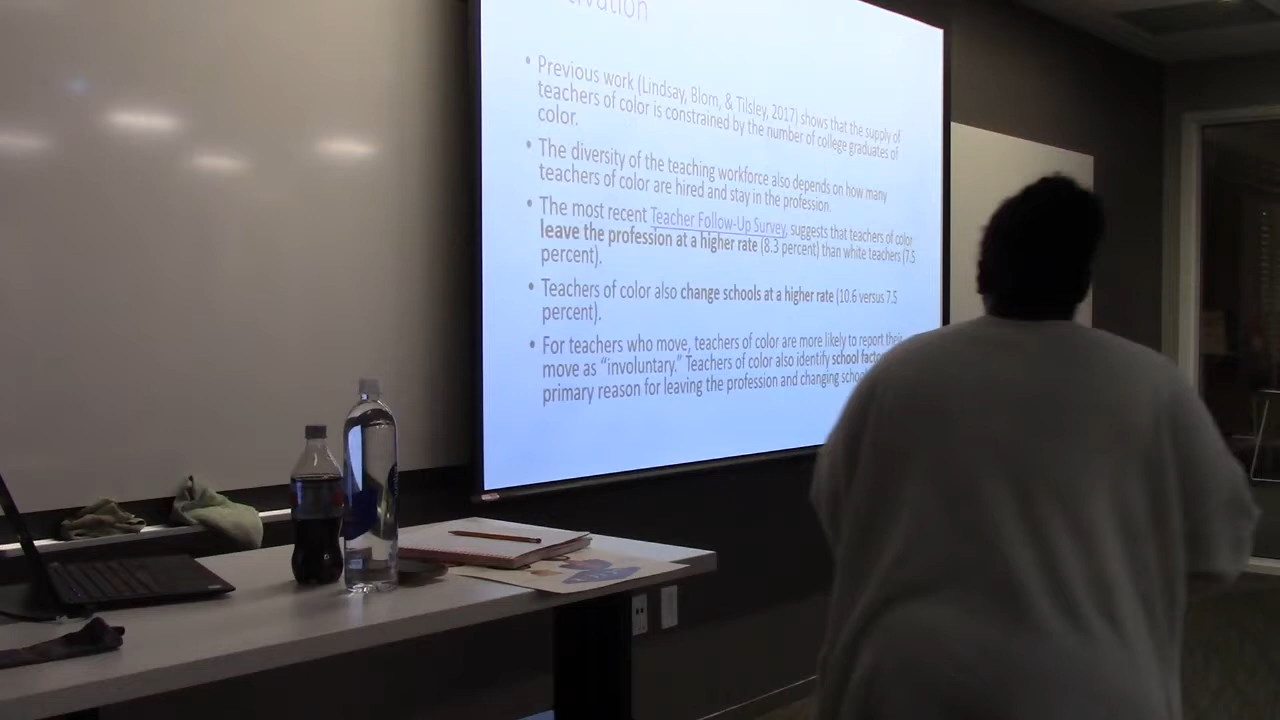 • Previous work (Lindsay, Blom, & Tilsley, 2017) shows that the supply of
teachers of color is constrained by the number of college graduates of
color.
• The diversity of the teaching workforce also depends on how many
teachers of color are hired and stay in the profession.
• The most recent Teacher Follow-Up Survey, suggests that teachers of color
leave the profession at a higher rate (8.3 percent) than white teachers (7.5
percent).
• Teachers of color also change schools at a higher rate (10.6 versus 7.5
percent).
• For teachers who move, teachers of color are more likely to report their
move as “involuntary.” Teachers of color also identify school
primary reason for leaving the profession and changing